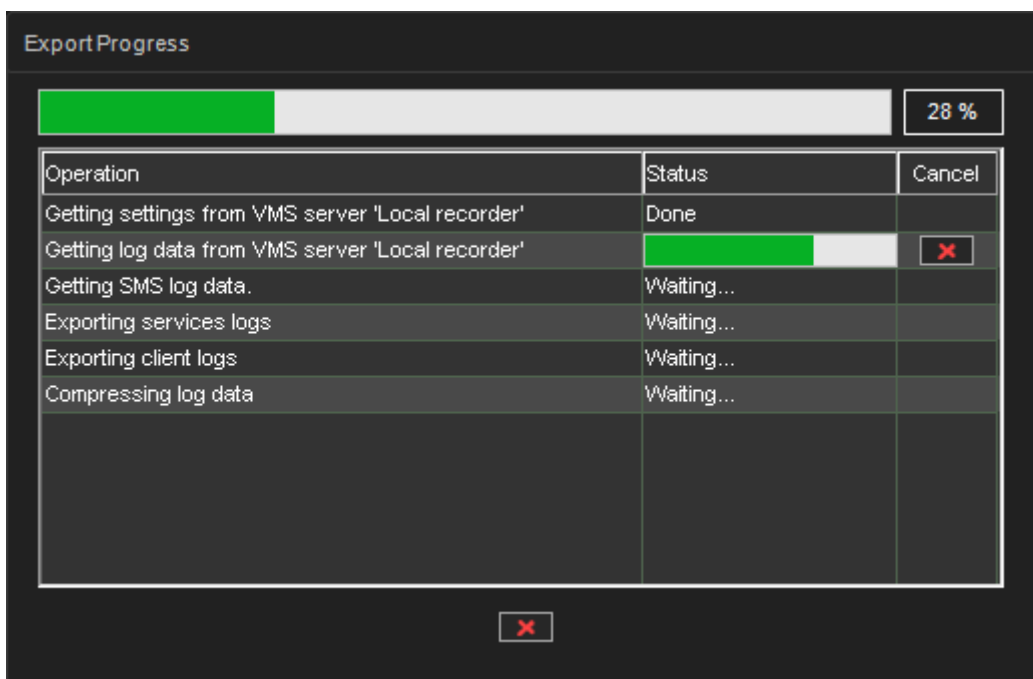 Export Progress
28 %
Operation Status Cancel
Getting settings from VMS server 'Local recorder' Done
Getting log data from VMS server 'Local recorder'
Getting SMS log data. Waiting...
Exporting services logs Waiting...
Exporting client logs Waiting...
Compressing log data Waiting...